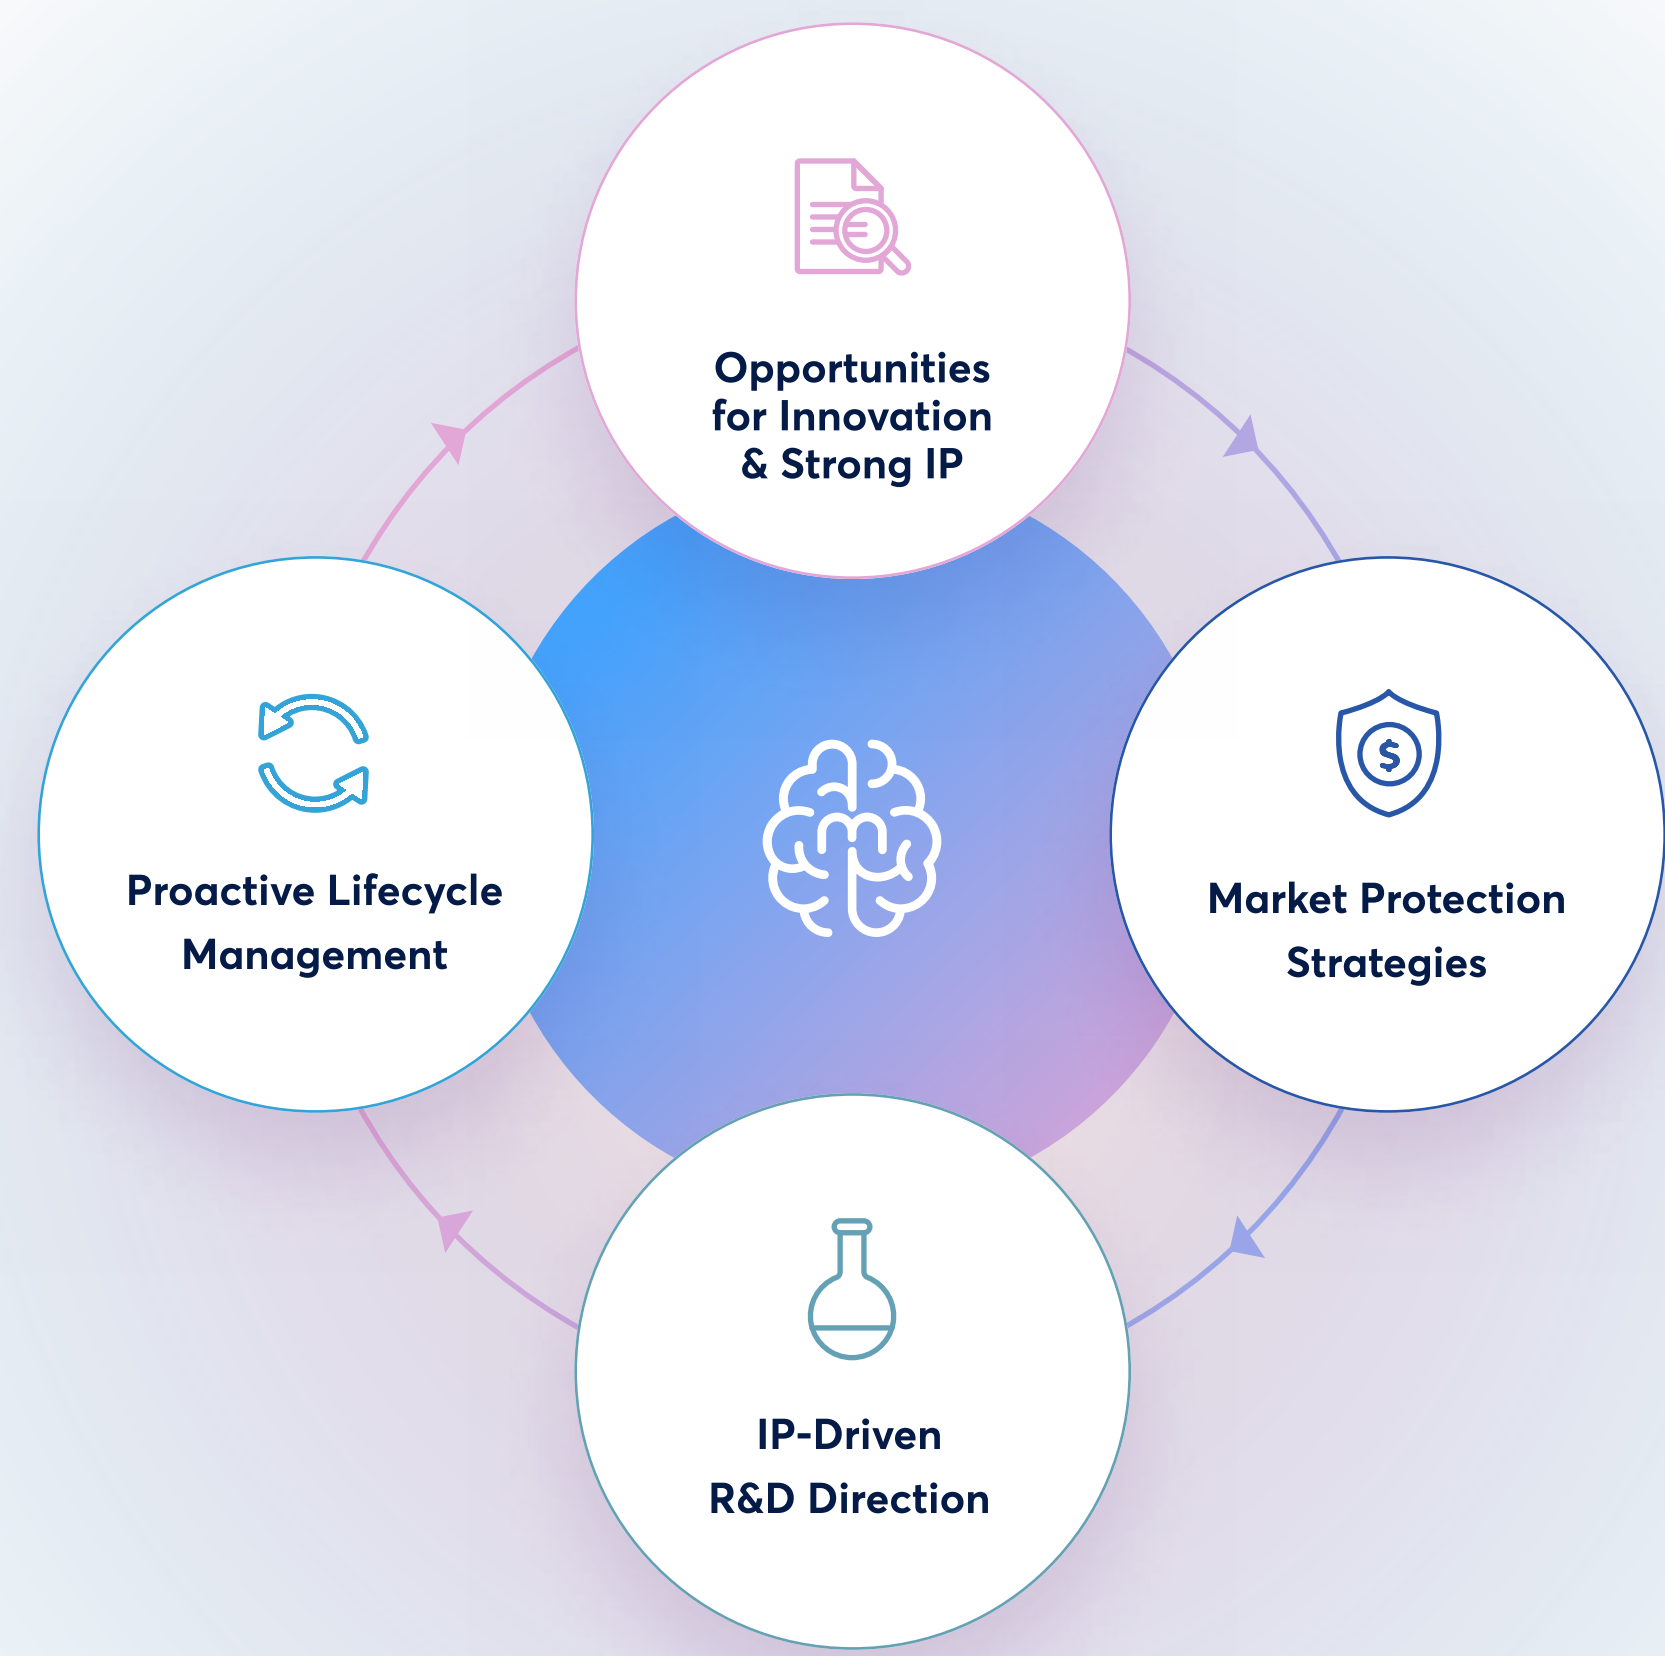 Opportunities
for Innovation
& Strong IP
Proactive Lifecycle
Management
$
Market Protection
Strategies
IP-Driven
R&D Direction